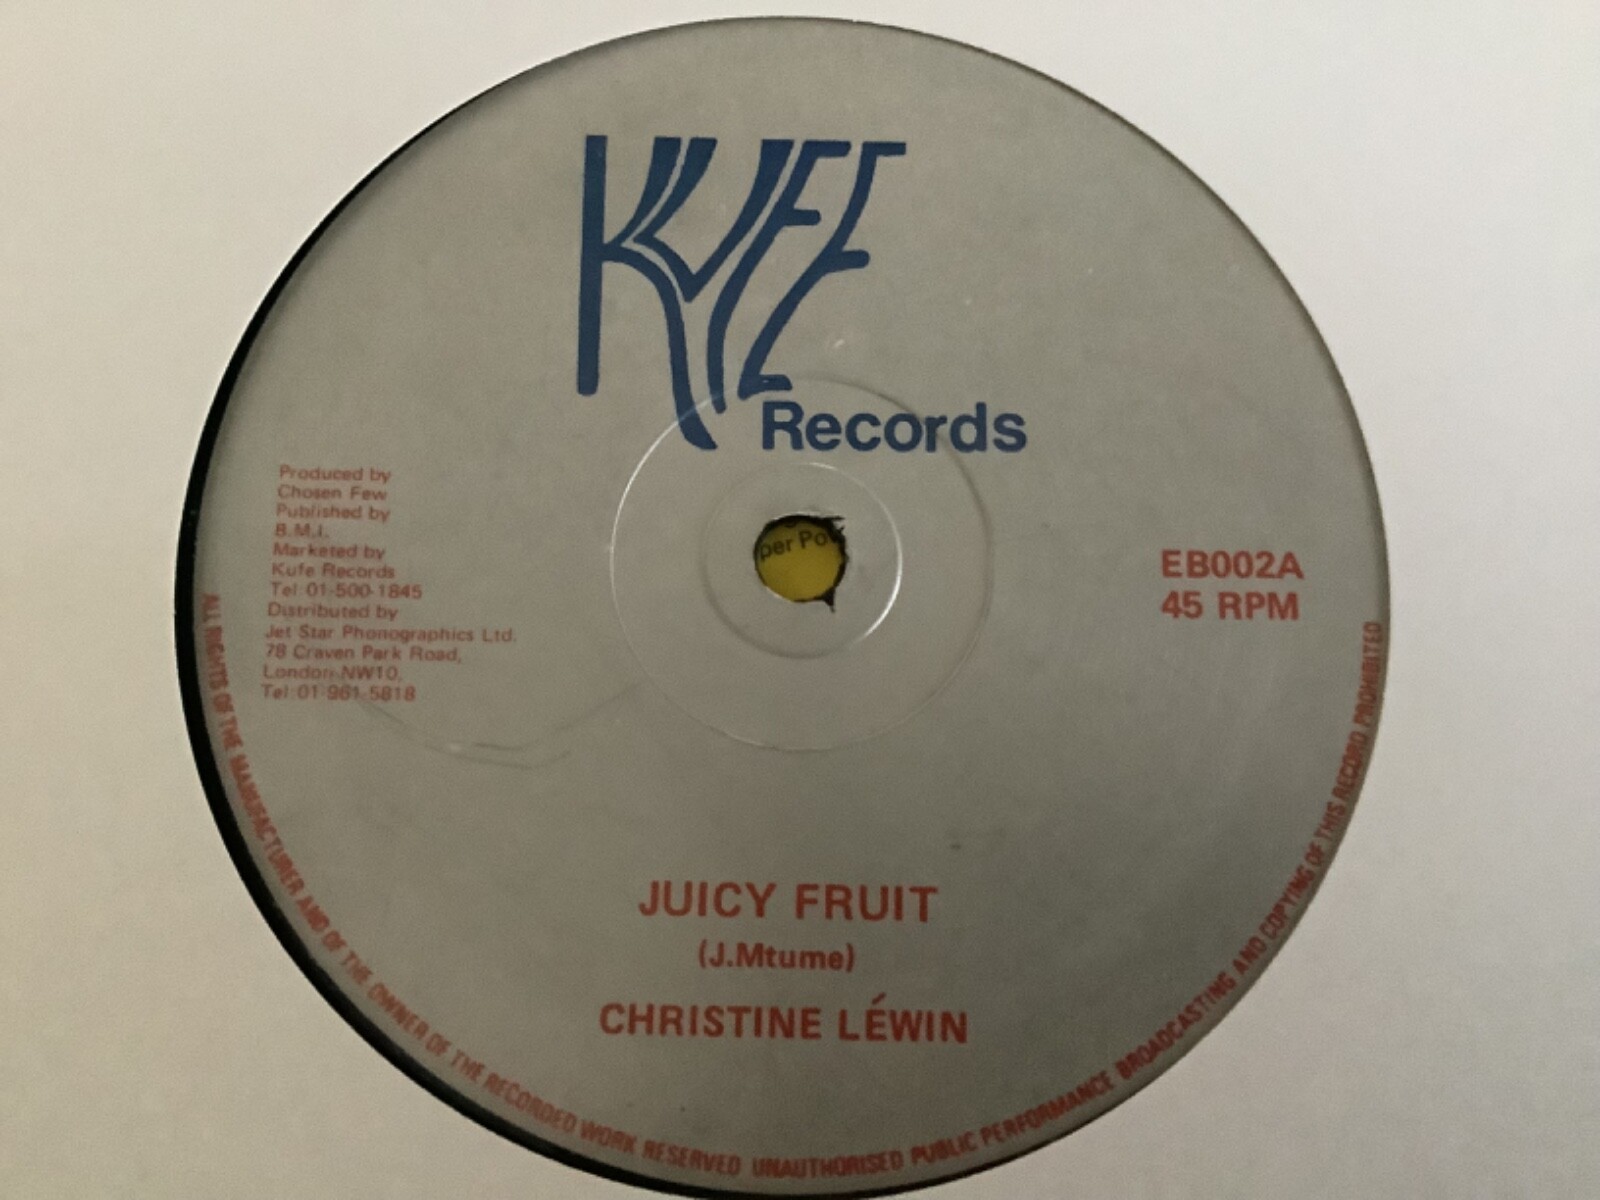 KUFE
Records
Produced by
Chosen Few
Published by
B.M.I.
Marketed by
Kufe Records
Tel:01-500-1845
Distributed by
Jet Star Phonographics Ltd.
78 Craven Park Road,
London NW10.
Tel:01-961-5818
per Po
EB002A
45 RPM
JUICY FRUIT
(J.Mtume)
CHRISTINE LÉWIN
ALL RIGHTS OF THE MANUFACTURER AND OF THE OWNER OF THE RECORDED WORK RESERVED UNAUTHORISED PUBLIC PERFORMANCE BROADCASTING AND COPYING OF THIS RECORD PROHIBITED